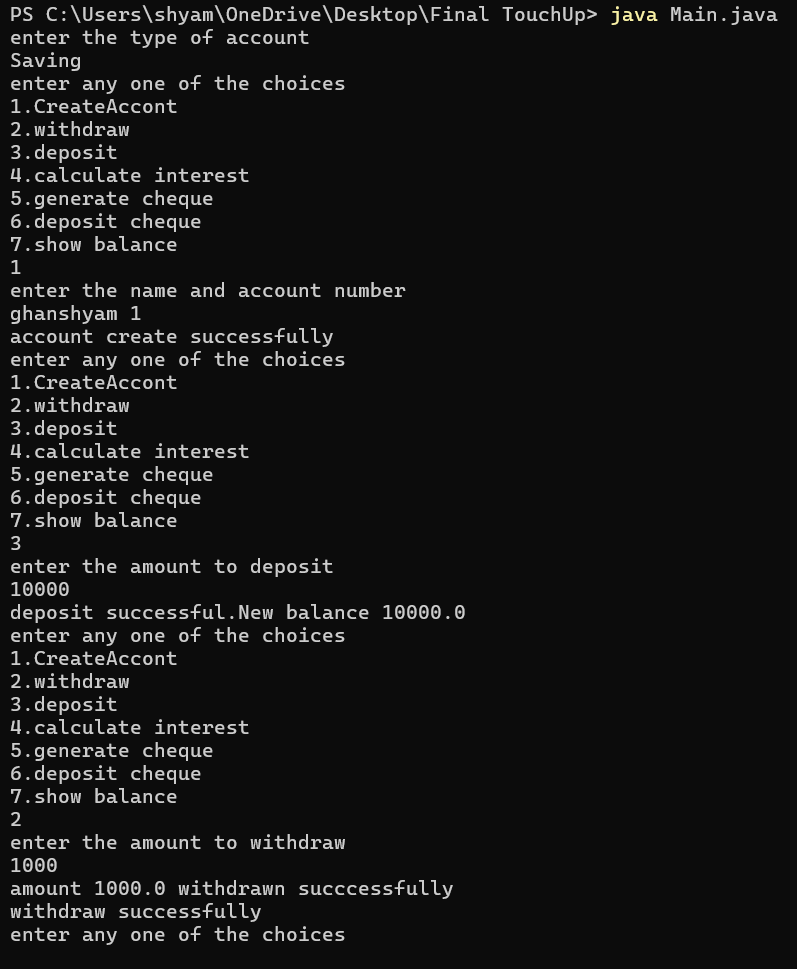 PS C:\Users\shyam\OneDrive\Desktop\Final TouchUp> java Main.java
enter the type of account
Saving
enter any one of the choices
1.CreateAccont
2.withdraw
3.deposit
4.calculate interest
5.generate cheque
6.deposit cheque
7.show balance
1
enter the name and account number
ghanshyam 1
account create successfully
enter any one of the choices
1.CreateAccont
2.withdraw
3.deposit
4.calculate interest
5.generate cheque
6.deposit cheque
7.show balance
3
enter the amount to deposit
10000
deposit successful.New balance 10000.0
enter any one of the choices
1.CreateAccont
2.withdraw
3.deposit
4.calculate interest
5.generate cheque
6.deposit cheque
7.show balance
2
enter the amount to withdraw
1000
amount 1000.0 withdrawn succcessfully
withdraw successfully
enter any one of the choices